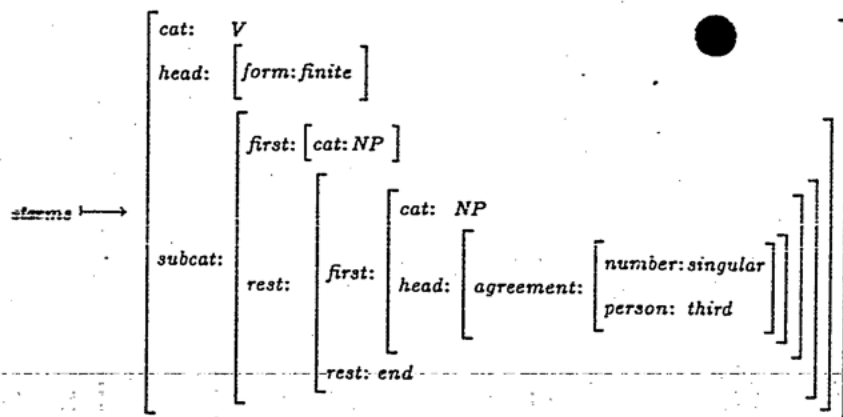 cat: V
head: [form: finite]
first: [cat: NP]
cat: NP
⟼
subcat:
rest:
first:
head: [agreement: [number: singular
person: third]]
rest: end